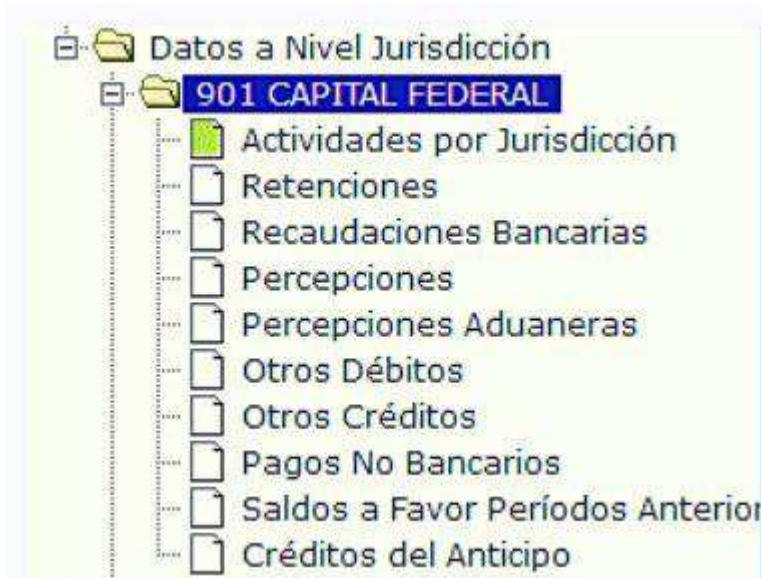 Datos a Nivel Jurisdicción
901 CAPITAL FEDERAL
Actividades por Jurisdicción
Retenciones
Recaudaciones Bancarias
Percepciones
Percepciones Aduaneras
Otros Débitos
Otros Créditos
Pagos No Bancarios
Saldos a Favor Períodos Anterior
Créditos del Anticipo